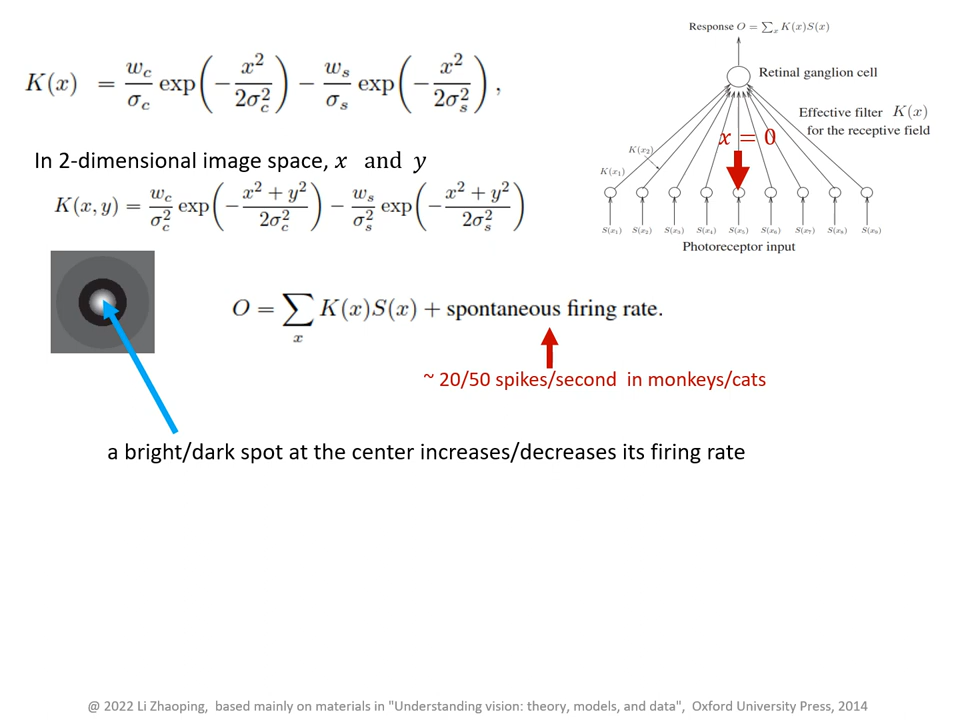 Response O = ∑ₓ K(x)S(x)
K(x) = w_c/σ_c exp(−x²/2σ_c²) − w_s/σ_s exp(−x²/2σ_s²),
Retinal ganglion cell
Effective filter K(x)
for the receptive field
x = 0
K(x₂)
K(x₁)
In 2-dimensional image space, x and y
K(x, y) = w_c/σ_c² exp(−(x² + y²)/2σ_c²) − w_s/σ_s² exp(−(x² + y²)/2σ_s²)
S(x₁) S(x₂) S(x₃) S(x₄) S(x₅) S(x₆) S(x₇) S(x₈) S(x₉)
Photoreceptor input
O = ∑ₓ K(x)S(x) + spontaneous firing rate.
~ 20/50 spikes/second in monkeys/cats
a bright/dark spot at the center increases/decreases its firing rate
@ 2022 Li Zhaoping, based mainly on materials in "Understanding vision: theory, models, and data", Oxford University Press, 2014